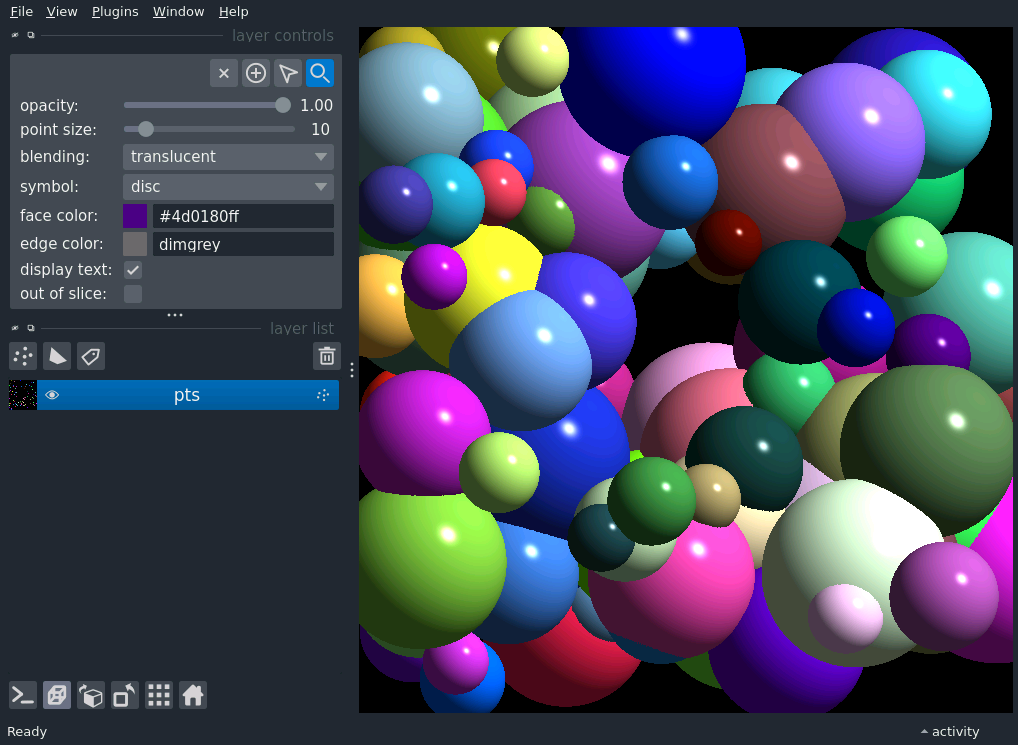 File View Plugins Window Help
layer controls
opacity: 1.00
point size: 10
blending: translucent
symbol: disc
face color: #4d0180ff
edge color: dimgrey
display text:
out of slice:
layer list
pts
Ready
activity